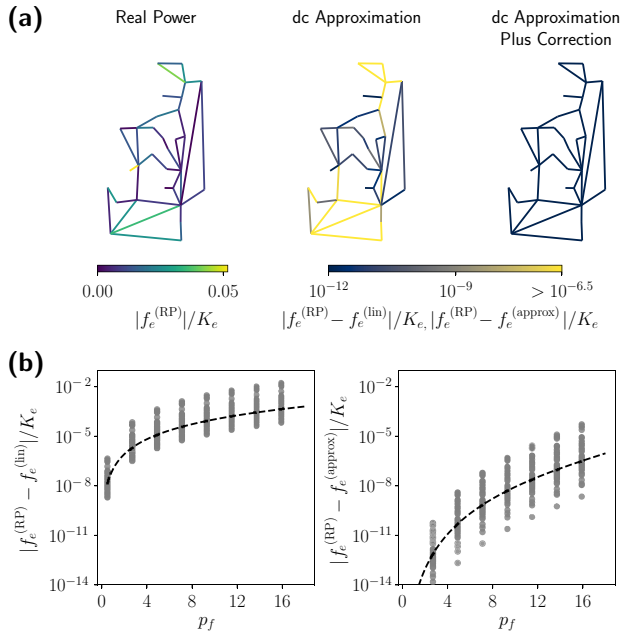 (a)
Real Power
dc Approximation
dc Approximation
Plus Correction
0.00 0.05
|f_e^{(RP)}|/K_e
10^{−12} 10^{−9} > 10^{−6.5}
|f_e^{(RP)} − f_e^{(lin)}|/K_e, |f_e^{(RP)} − f_e^{(approx)}|/K_e
(b)
|f_e^{(RP)} − f_e^{(lin)}|/K_e
10^{−2}
10^{−5}
10^{−8}
10^{−11}
10^{−14}
0 4 8 12 16
p_f
|f_e^{(RP)} − f_e^{(approx)}|/K_e
10^{−2}
10^{−5}
10^{−8}
10^{−11}
10^{−14}
0 4 8 12 16
p_f